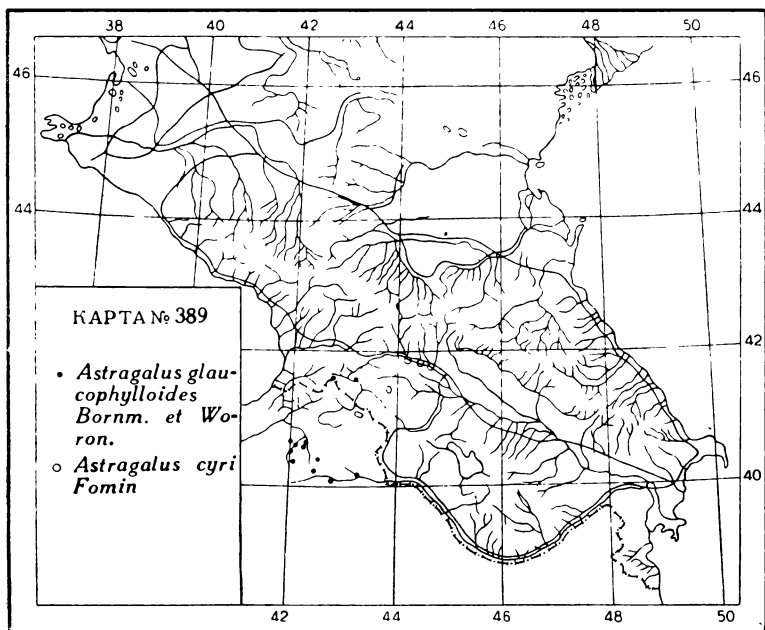 38 40 42 44 46 48 50
46 46
44 44
КАРТА № 389
42
• Astragalus glau-
cophylloides
Bornm. et Wo-
ron.
○ Astragalus cyri
Fomin
40
42 44 46 48 50